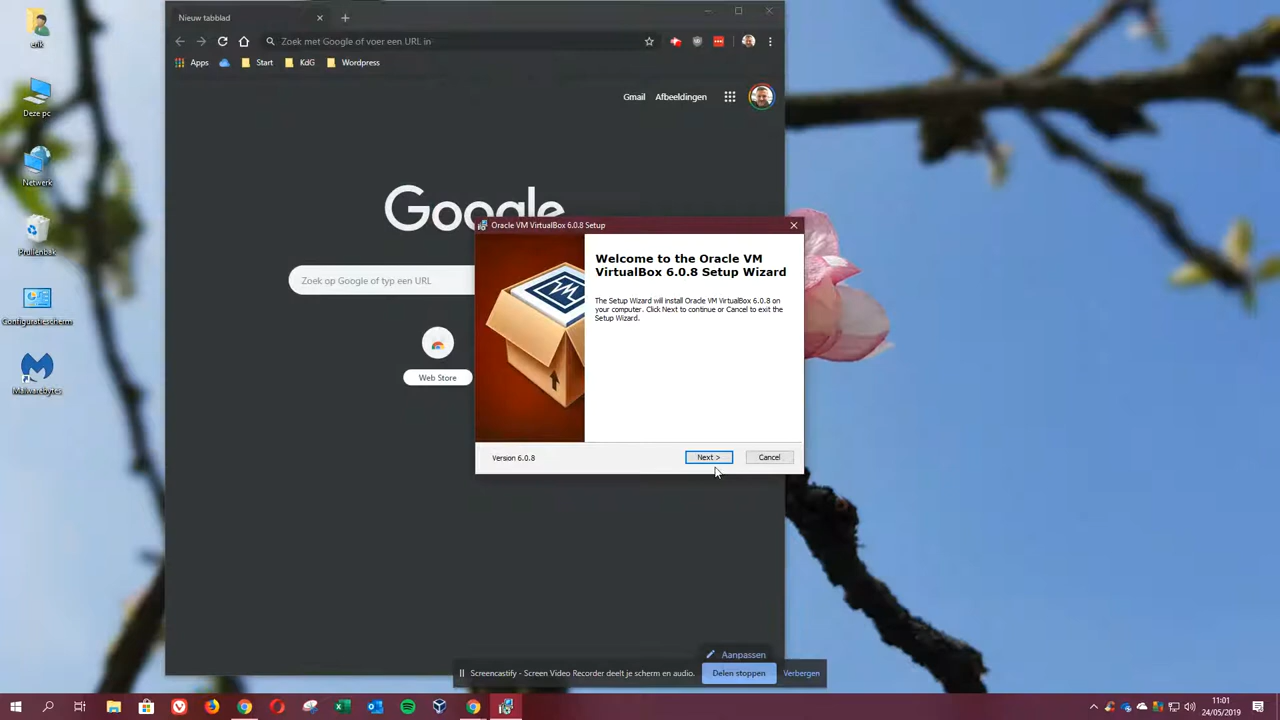 erik
Deze pc
Netwerk
Prullenbak
Configuratiescherm
Malwarebytes
Nieuw tabblad
Zoek met Google of voer een URL in
Apps
Start
KdG
Wordpress
Gmail
Afbeeldingen
Google
Zoek op Google of typ een URL
Web Store
Oracle VM VirtualBox 6.0.8 Setup
Welcome to the Oracle VM
VirtualBox 6.0.8 Setup Wizard
The Setup Wizard will install Oracle VM VirtualBox 6.0.8 on
your computer. Click Next to continue or Cancel to exit the
Setup Wizard.
Version 6.0.8
Next >
Cancel
Aanpassen
Screencastify - Screen Video Recorder deelt je scherm en audio.
Delen stoppen
Verbergen
11:01
24/05/2019